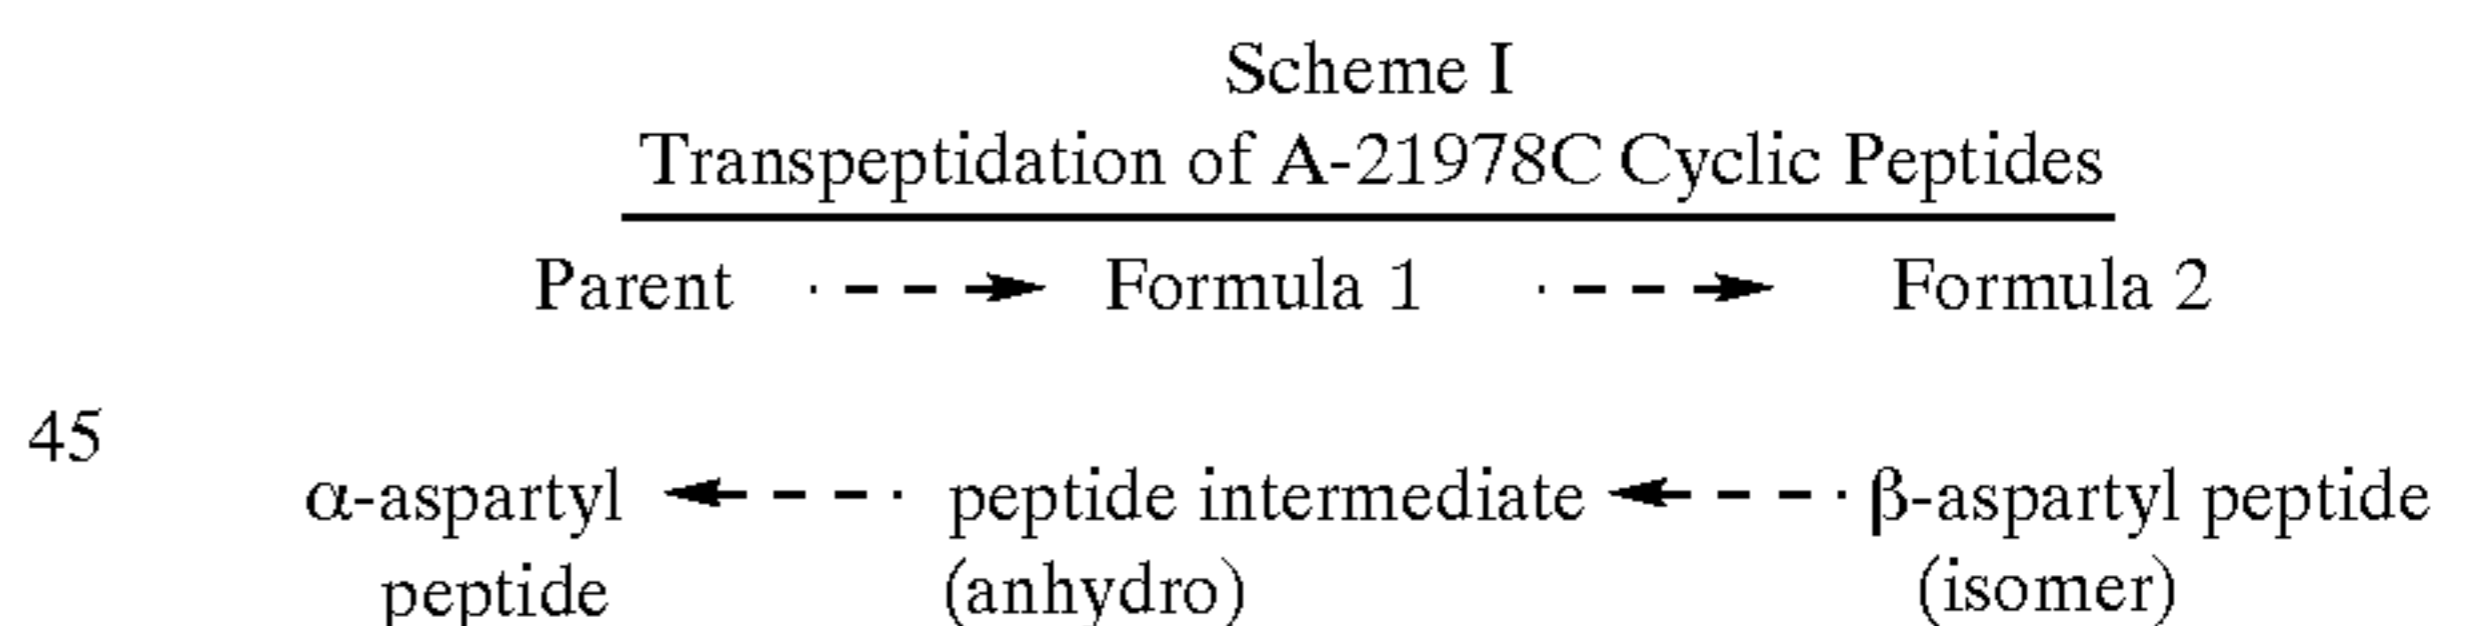 Scheme I
Transpeptidation of A-21978C Cyclic Peptides
Parent Formula 1 Formula 2
45
α-aspartyl peptide intermediate β-aspartyl peptide
peptide (anhydro) (isomer)